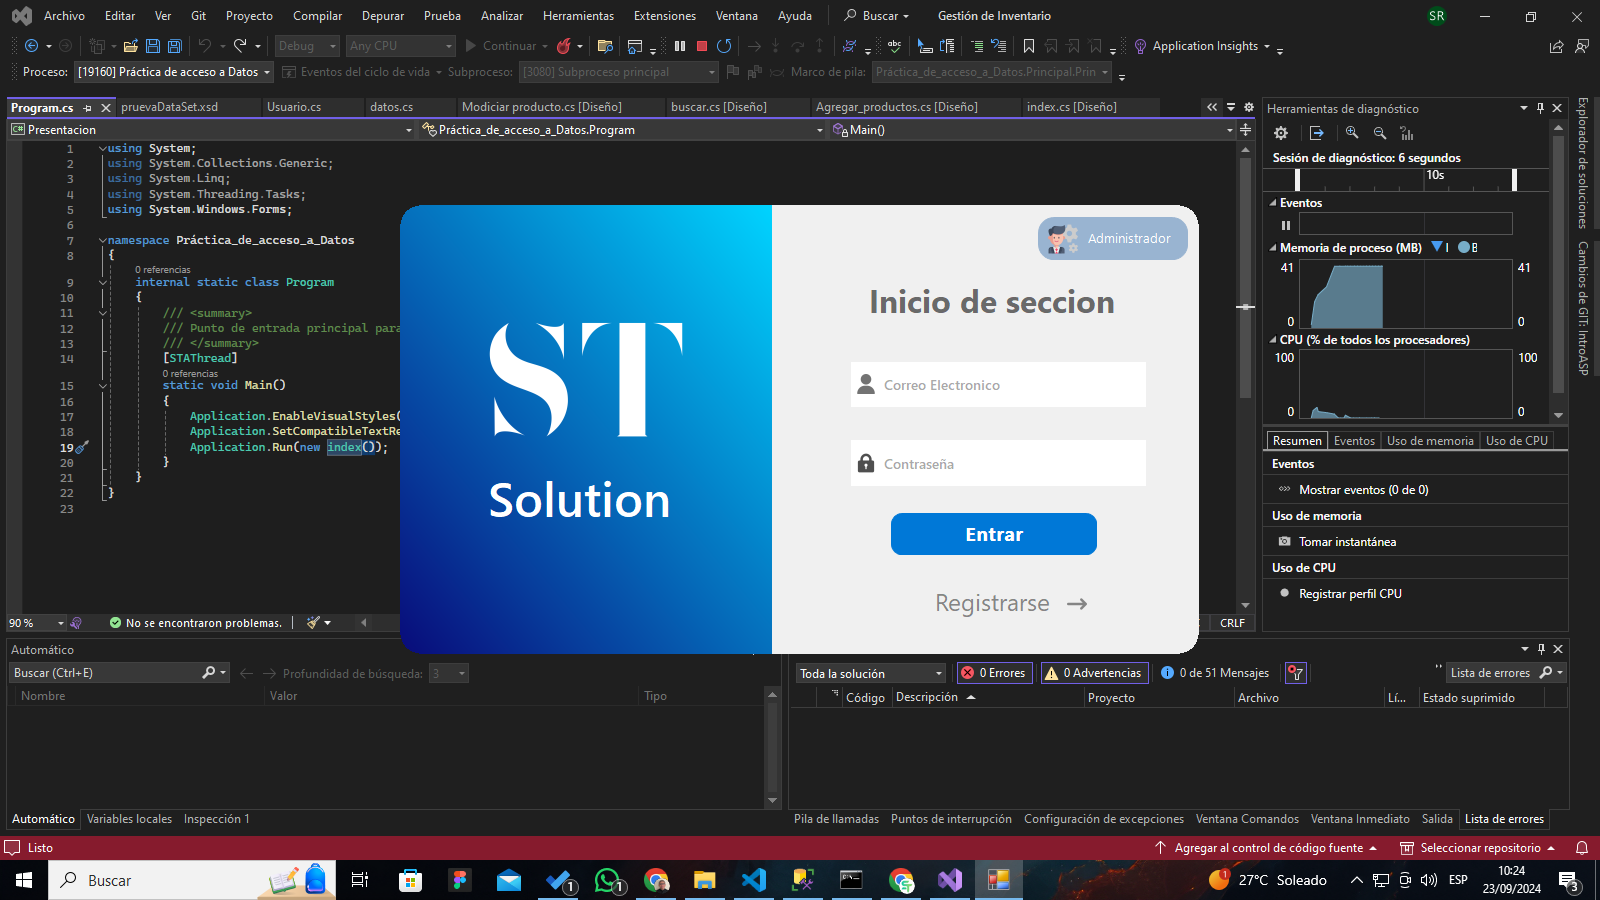 Archivo Editar Ver Git Proyecto Compilar Depurar Prueba Analizar Herramientas Extensiones Ventana Ayuda Buscar Gestión de Inventario SR
Debug Any CPU Continuar Application Insights
Proceso: [19160] Práctica de acceso a Datos Eventos del ciclo de vida Subproceso: [3080] Subproceso principal Marco de pila: Práctica_de_acceso_a_Datos.Principal.Prin
Program.cs pruevaDataSet.xsd Usuario.cs datos.cs Modiciar producto.cs [Diseño] buscar.cs [Diseño] Agregar_productos.cs [Diseño] index.cs [Diseño]
Presentacion Práctica_de_acceso_a_Datos.Program Main()
1 using System;
2 using System.Collections.Generic;
3 using System.Linq;
4 using System.Threading.Tasks;
5 using System.Windows.Forms;
6
7 namespace Práctica_de_acceso_a_Datos
8 {
0 referencias
9 internal static class Program
10 {
11 /// <summary>
12 /// Punto de entrada principal para
13 /// </summary>
14 [STAThread]
0 referencias
15 static void Main()
16 {
17 Application.EnableVisualStyles(
18 Application.SetCompatibleTextRe
19 Application.Run(new index());
20 }
21 }
22 }
23
90 % No se encontraron problemas. CRLF
ST
Solution
Administrador
Inicio de seccion
Correo Electronico
Contraseña
Entrar
Registrarse →
Herramientas de diagnóstico
Sesión de diagnóstico: 6 segundos
10s
Eventos
Memoria de proceso (MB) I B
41 41
0 0
CPU (% de todos los procesadores)
100 100
0 0
Resumen Eventos Uso de memoria Uso de CPU
Eventos
Mostrar eventos (0 de 0)
Uso de memoria
Tomar instantánea
Uso de CPU
Registrar perfil CPU
Explorador de soluciones
Cambios de GIT: IntroASP
Automático
Buscar (Ctrl+E) Profundidad de búsqueda: 3
Nombre Valor Tipo
Automático Variables locales Inspección 1
Toda la solución 0 Errores 0 Advertencias 0 de 51 Mensajes Lista de errores
Código Descripción Proyecto Archivo Lí... Estado suprimido
Pila de llamadas Puntos de interrupción Configuración de excepciones Ventana Comandos Ventana Inmediato Salida Lista de errores
Listo Agregar al control de código fuente Seleccionar repositorio
Buscar 1 1 1 27°C Soleado ESP 10:24
23/09/2024 3